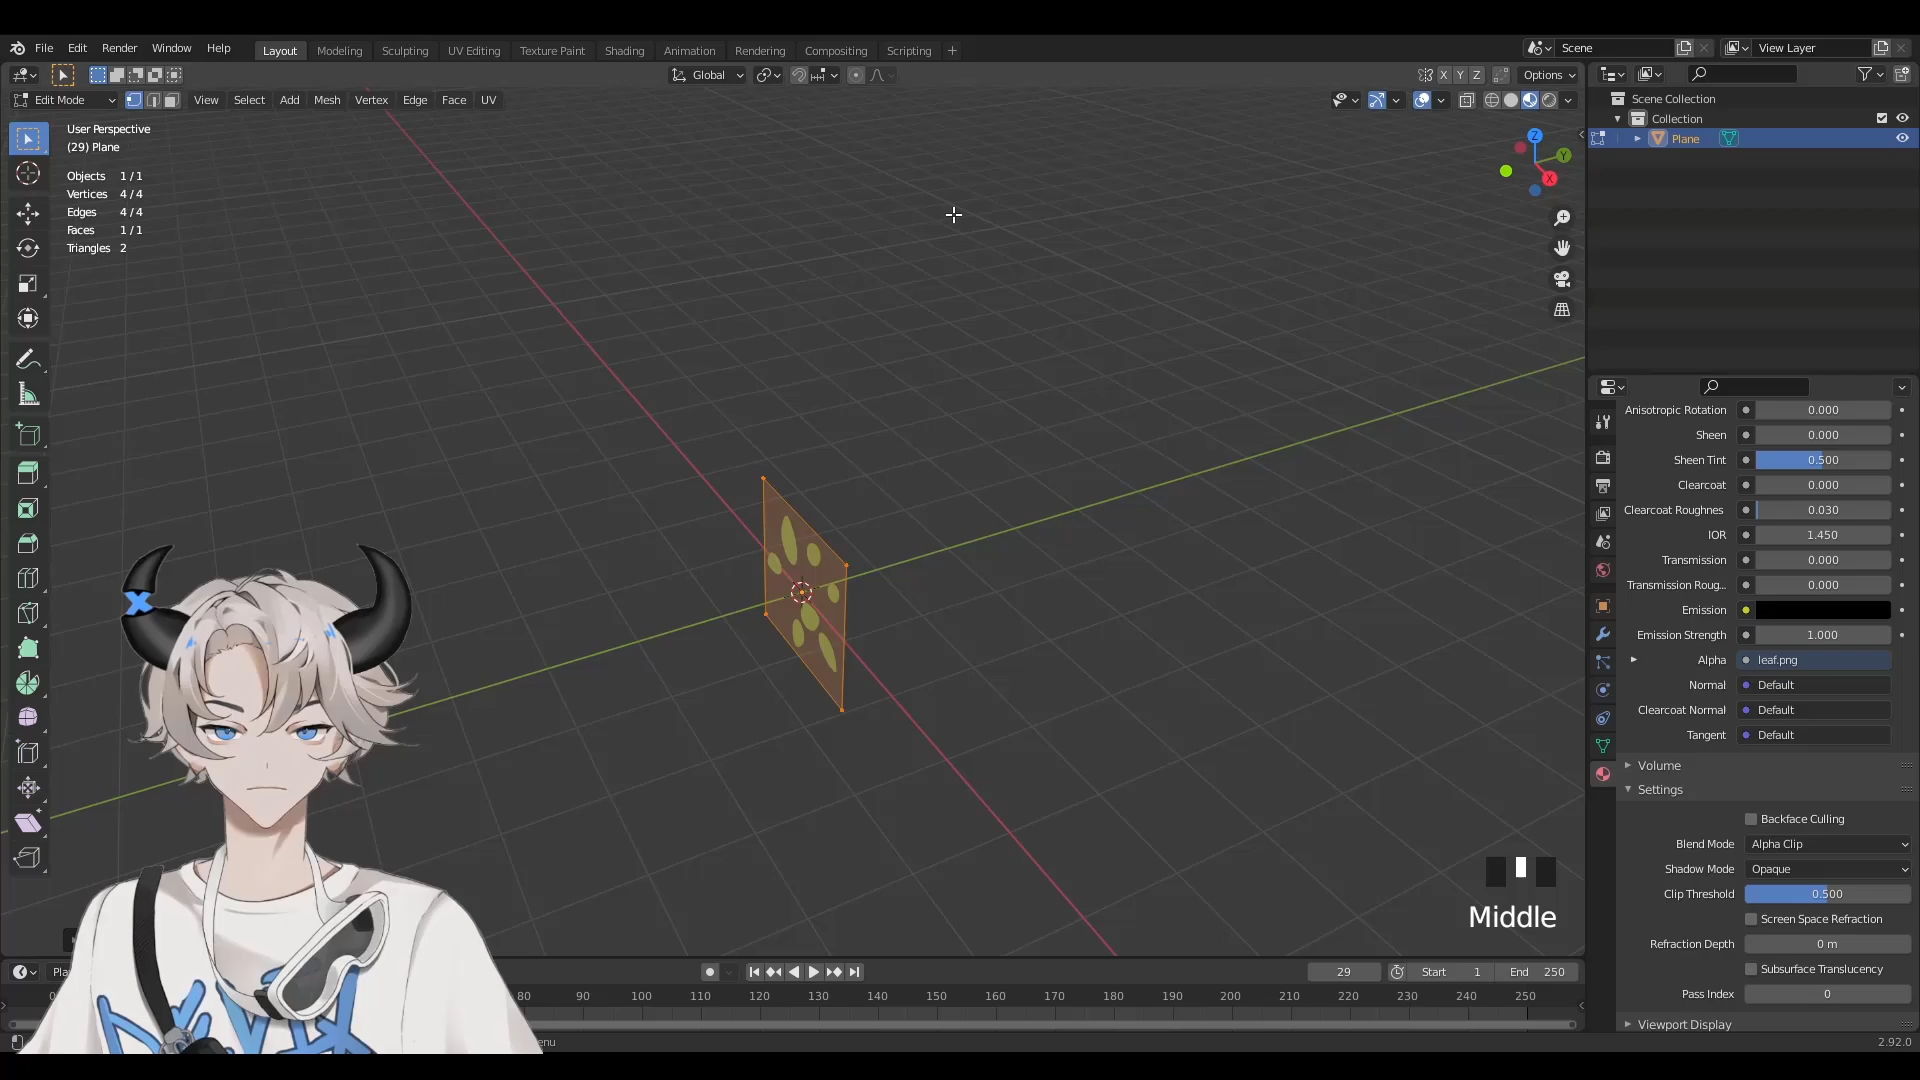 File Edit Render Window Help Layout Modeling Sculpting UV Editing Texture Paint Shading Animation Rendering Compositing Scripting + Scene View Layer
Global X Y Z Options
Edit Mode View Select Add Mesh Vertex Edge Face UV
User Perspective
(29) Plane
Objects 1/1
Vertices 4/4
Edges 4/4
Faces 1/1
Triangles 2
Z
Y
X
Scene Collection
Collection
Plane
Anisotropic Rotation 0.000
Sheen 0.000
Sheen Tint 0.500
Clearcoat 0.000
Clearcoat Roughnes 0.030
IOR 1.450
Transmission 0.000
Transmission Roug... 0.000
Emission
Emission Strength 1.000
Alpha leaf.png
Normal Default
Clearcoat Normal Default
Tangent Default
Volume
Settings
Backface Culling
Blend Mode Alpha Clip
Shadow Mode Opaque
Clip Threshold 0.500
Screen Space Refraction
Refraction Depth 0 m
Subsurface Translucency
Pass Index 0
Viewport Display
Middle
29 Start 1 End 250
80 90 100 110 120 130 140 150 160 170 180 190 200 210 220 230 240 250
2.92.0